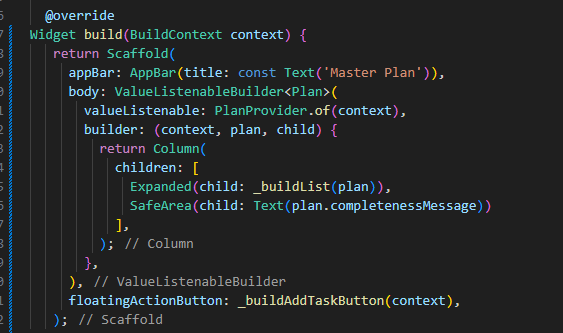 @override
Widget build(BuildContext context) {
return Scaffold(
appBar: AppBar(title: const Text('Master Plan')),
body: ValueListenableBuilder<Plan>(
valueListenable: PlanProvider.of(context),
builder: (context, plan, child) {
return Column(
children: [
Expanded(child: _buildList(plan)),
SafeArea(child: Text(plan.completenessMessage))
],
); // Column
},
), // ValueListenableBuilder
floatingActionButton: _buildAddTaskButton(context),
); // Scaffold